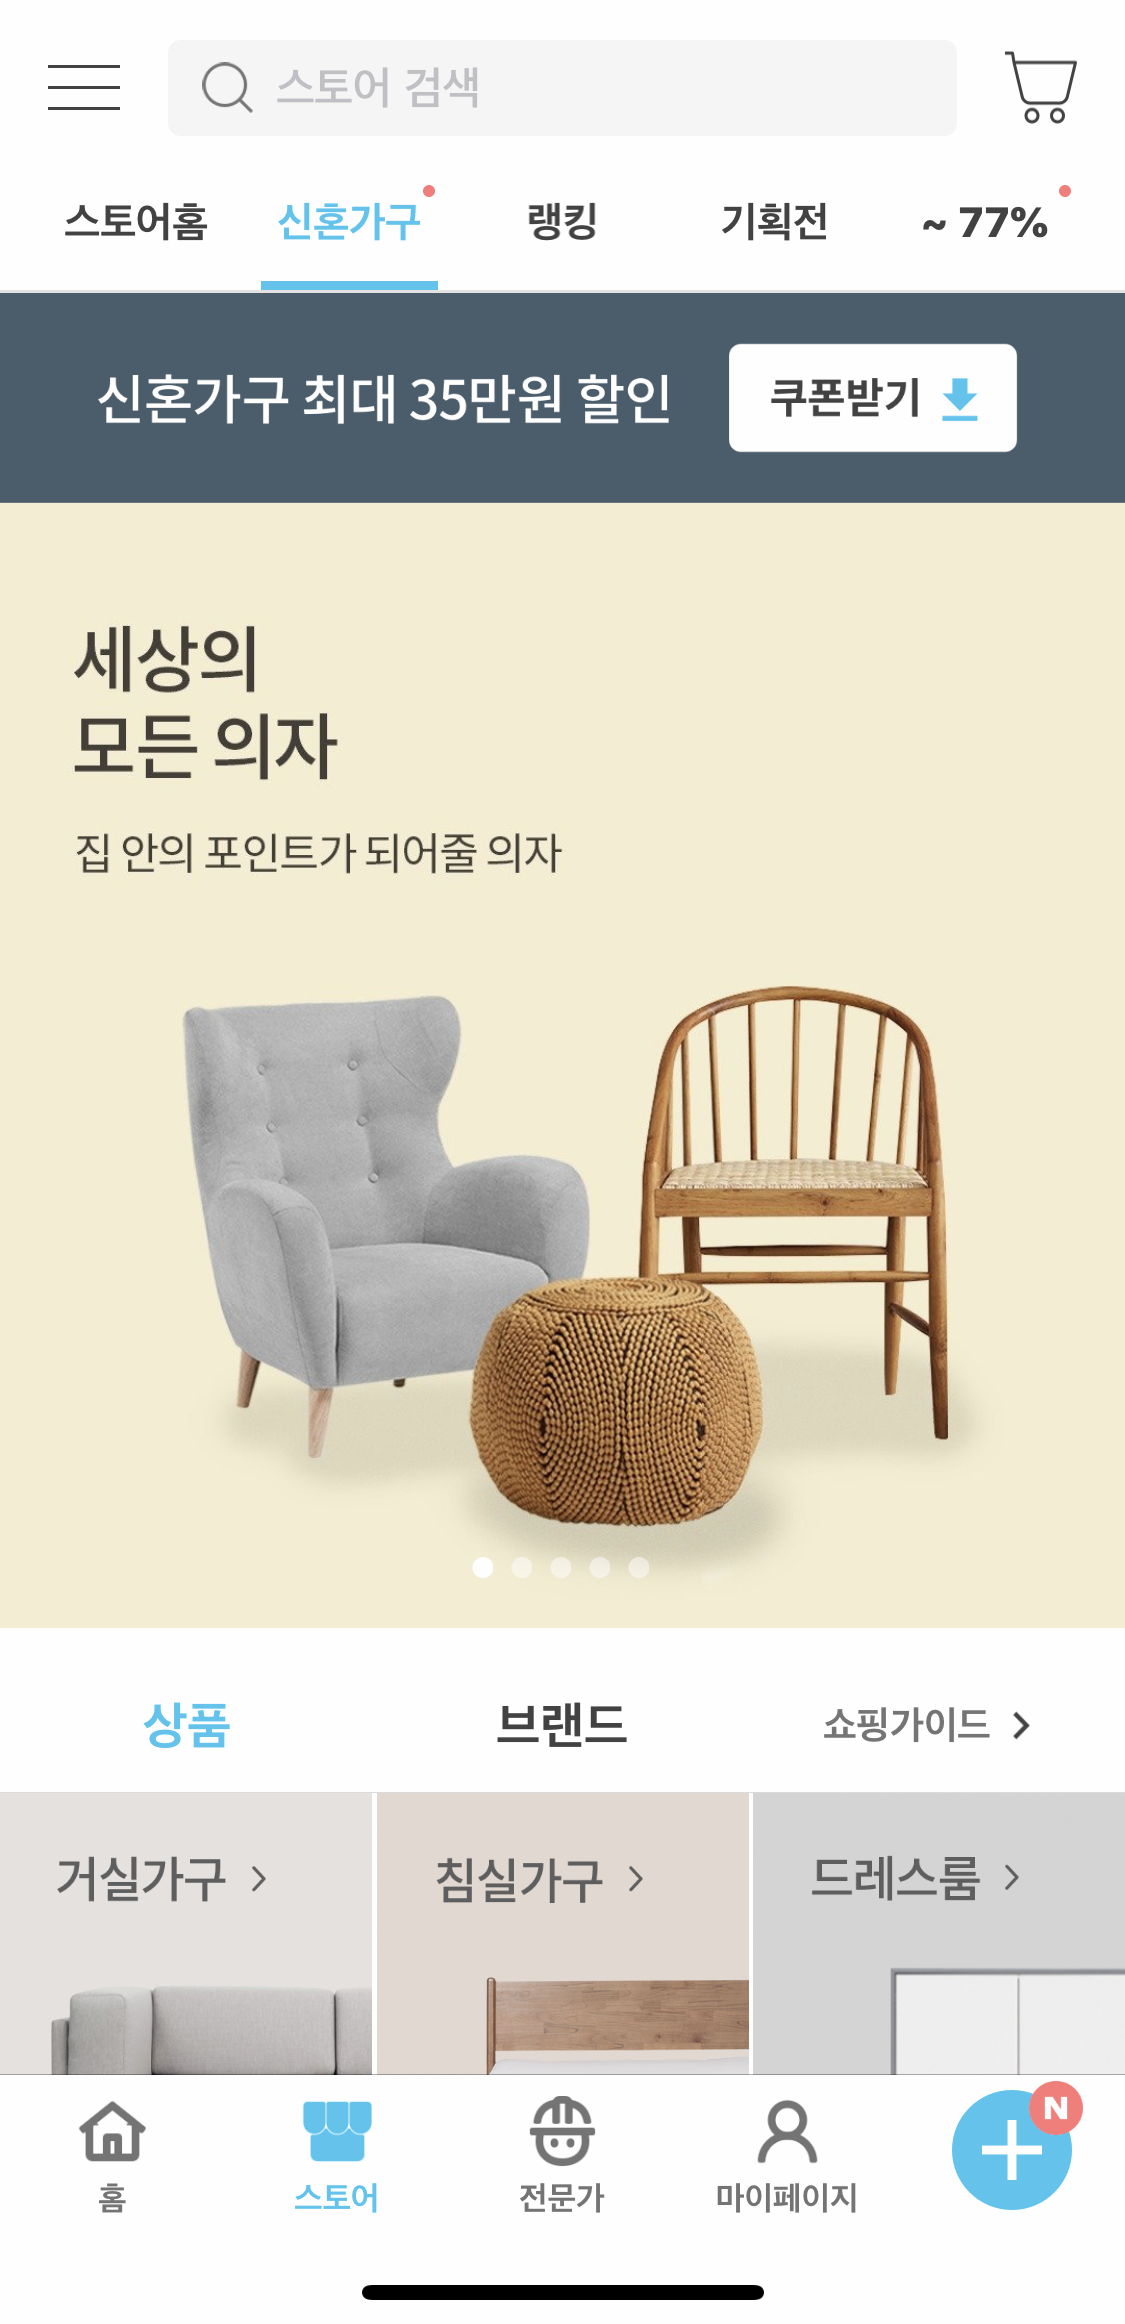 스토어 검색
스토어홈 신혼가구 랭킹 기획전 ~ 77%
신혼가구 최대 35만원 할인 쿠폰받기
세상의
모든 의자
집 안의 포인트가 되어줄 의자
상품 브랜드 쇼핑가이드
거실가구 침실가구 드레스룸
N
홈 스토어 전문가 마이페이지